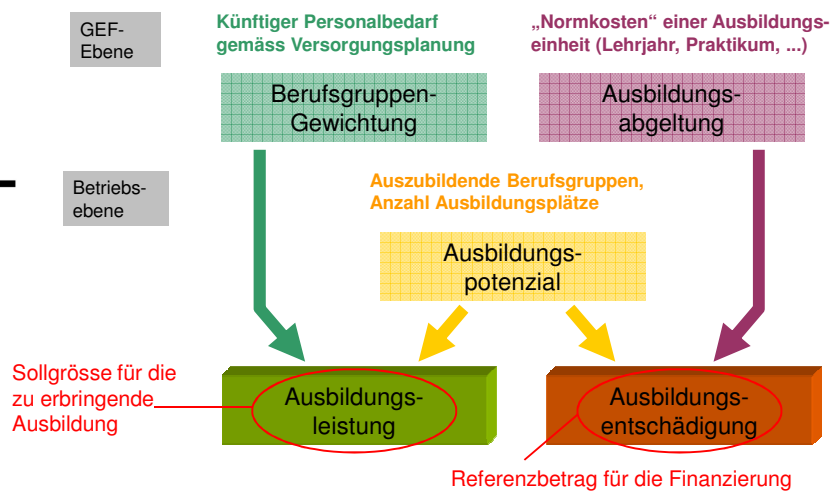 GEF-
Ebene
Künftiger Personalbedarf
gemäss Versorgungsplanung
„Normkosten“ einer Ausbildungs-
einheit (Lehrjahr, Praktikum, ...)
Berufsgruppen-
Gewichtung
Ausbildungs-
abgeltung
Betriebs-
ebene
Auszubildende Berufsgruppen,
Anzahl Ausbildungsplätze
Ausbildungs-
potenzial
Sollgrösse für die
zu erbringende
Ausbildung
Ausbildungs-
leistung
Ausbildungs-
entschädigung
Referenzbetrag für die Finanzierung